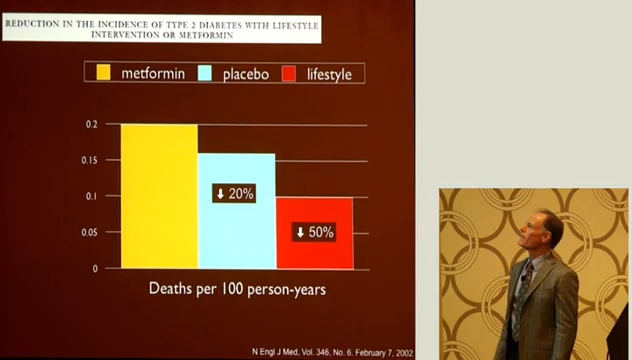 REDUCTION IN THE INCIDENCE OF TYPE 2 DIABETES WITH LIFESTYLE
INTERVENTION OR METFORMIN
metformin placebo lifestyle
0.2
0.15
0.1
0.05
0
⬇ 20%
⬇ 50%
Deaths per 100 person-years
N Engl J Med, Vol. 346, No. 6. February 7, 2002